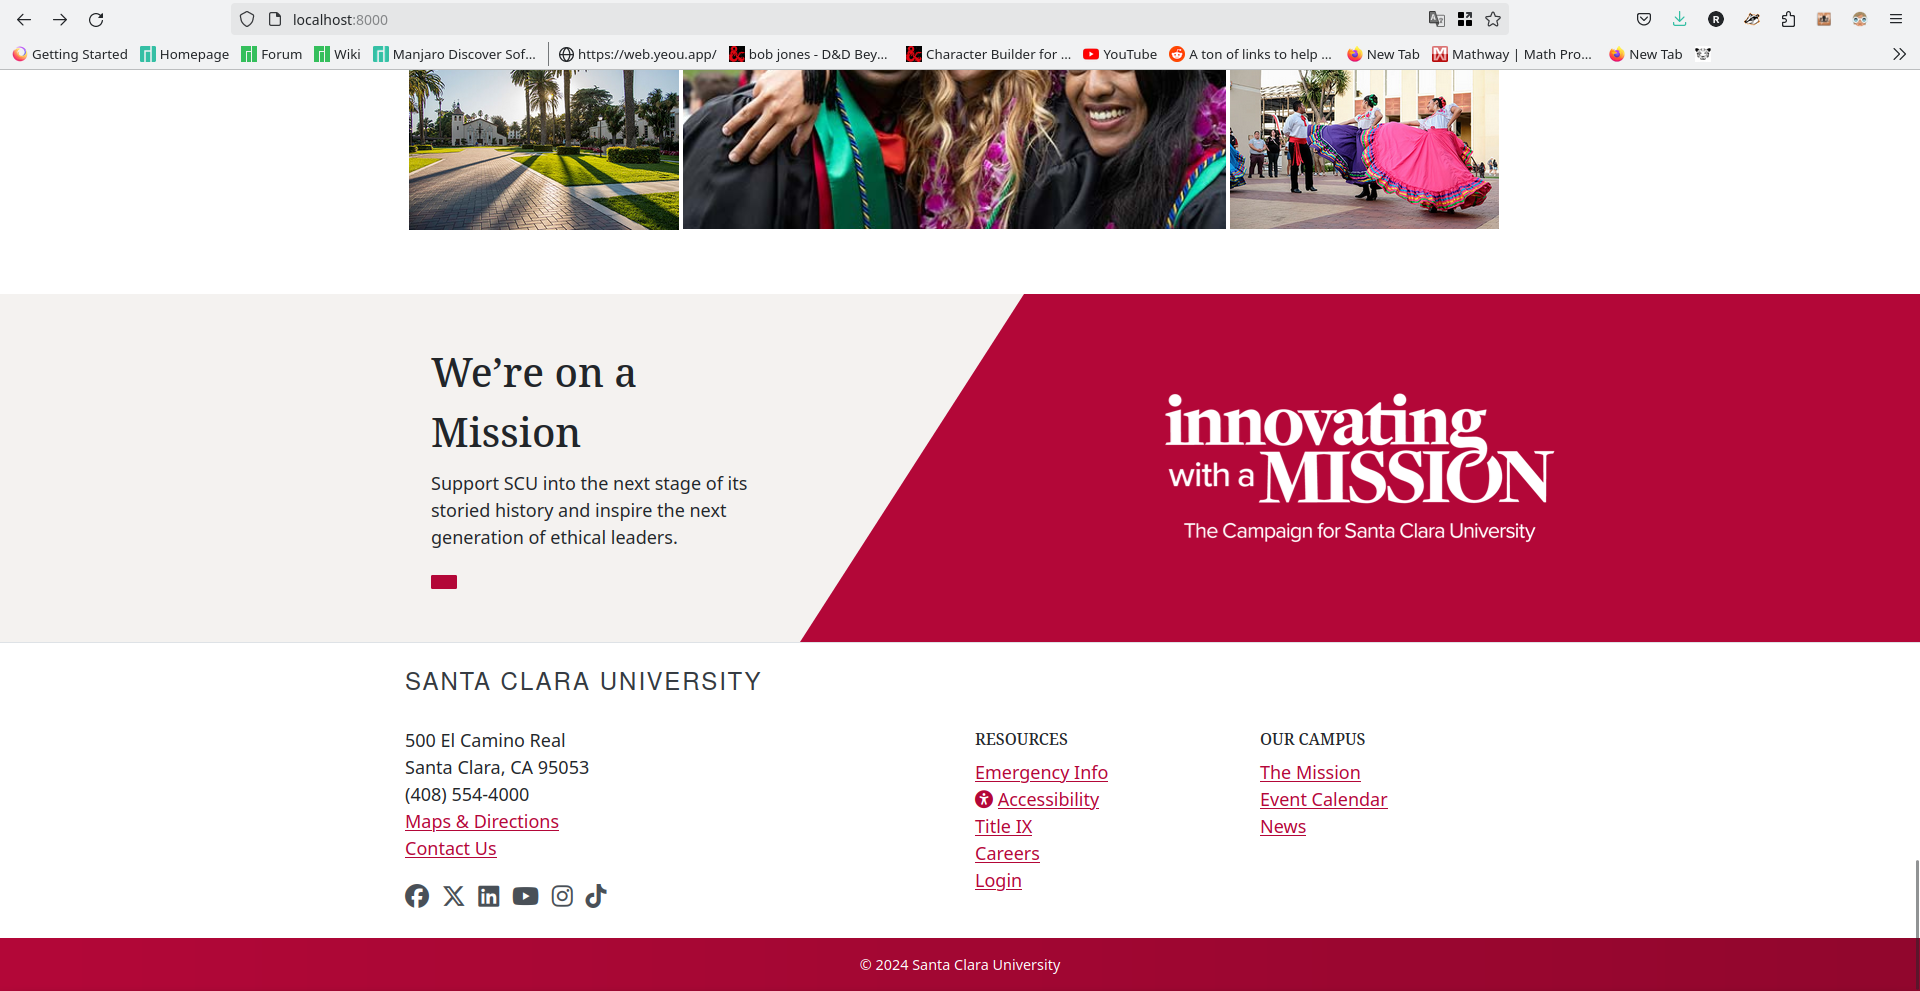 localhost:8000
Getting Started
Homepage
Forum
Wiki
Manjaro Discover Sof...
https://web.yeou.app/
bob jones - D&D Bey...
Character Builder for ...
YouTube
A ton of links to help ...
New Tab
Mathway | Math Pro...
New Tab
We’re on a
Mission
Support SCU into the next stage of its
storied history and inspire the next
generation of ethical leaders.
innovating
with a MISSION
The Campaign for Santa Clara University
SANTA CLARA UNIVERSITY
500 El Camino Real
Santa Clara, CA 95053
(408) 554-4000
Maps & Directions
Contact Us
RESOURCES
Emergency Info
Accessibility
Title IX
Careers
Login
OUR CAMPUS
The Mission
Event Calendar
News
© 2024 Santa Clara University